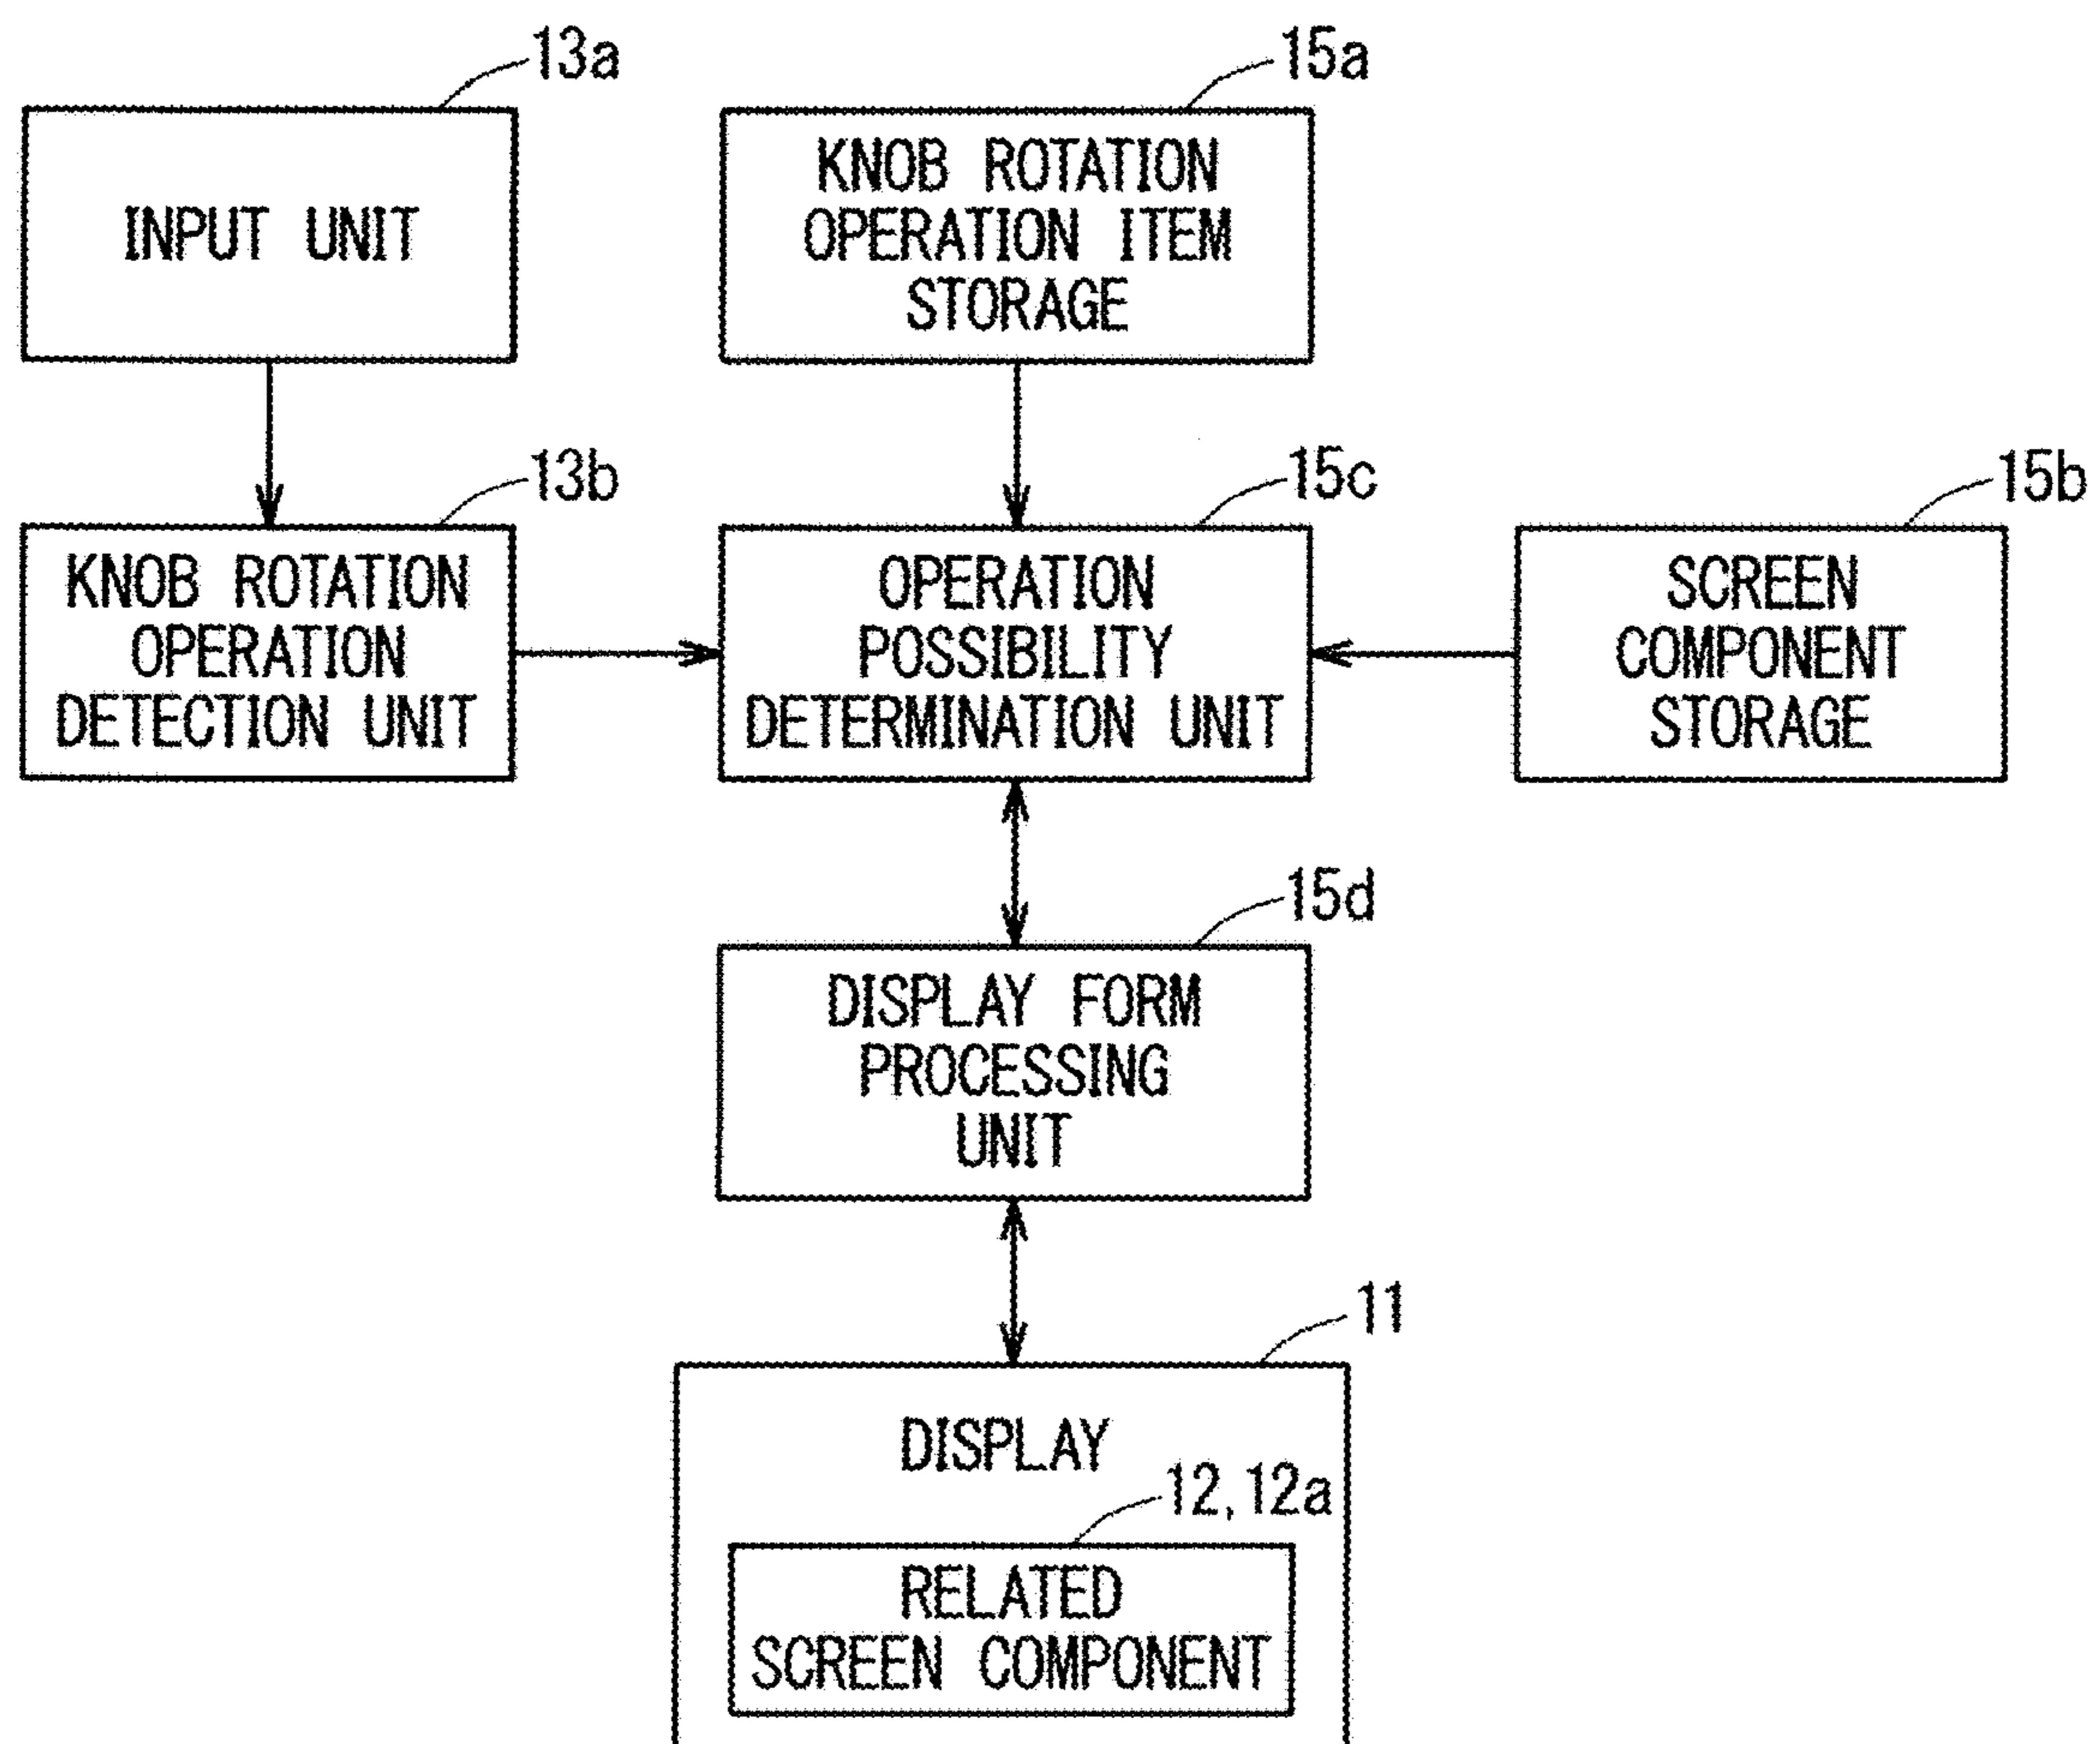 13a
INPUT UNIT
15a
KNOB ROTATION
OPERATION ITEM
STORAGE
13b
KNOB ROTATION
OPERATION
DETECTION UNIT
15c
OPERATION
POSSIBILITY
DETERMINATION UNIT
15b
SCREEN
COMPONENT
STORAGE
15d
DISPLAY FORM
PROCESSING
UNIT
11
DISPLAY
12, 12a
RELATED
SCREEN COMPONENT